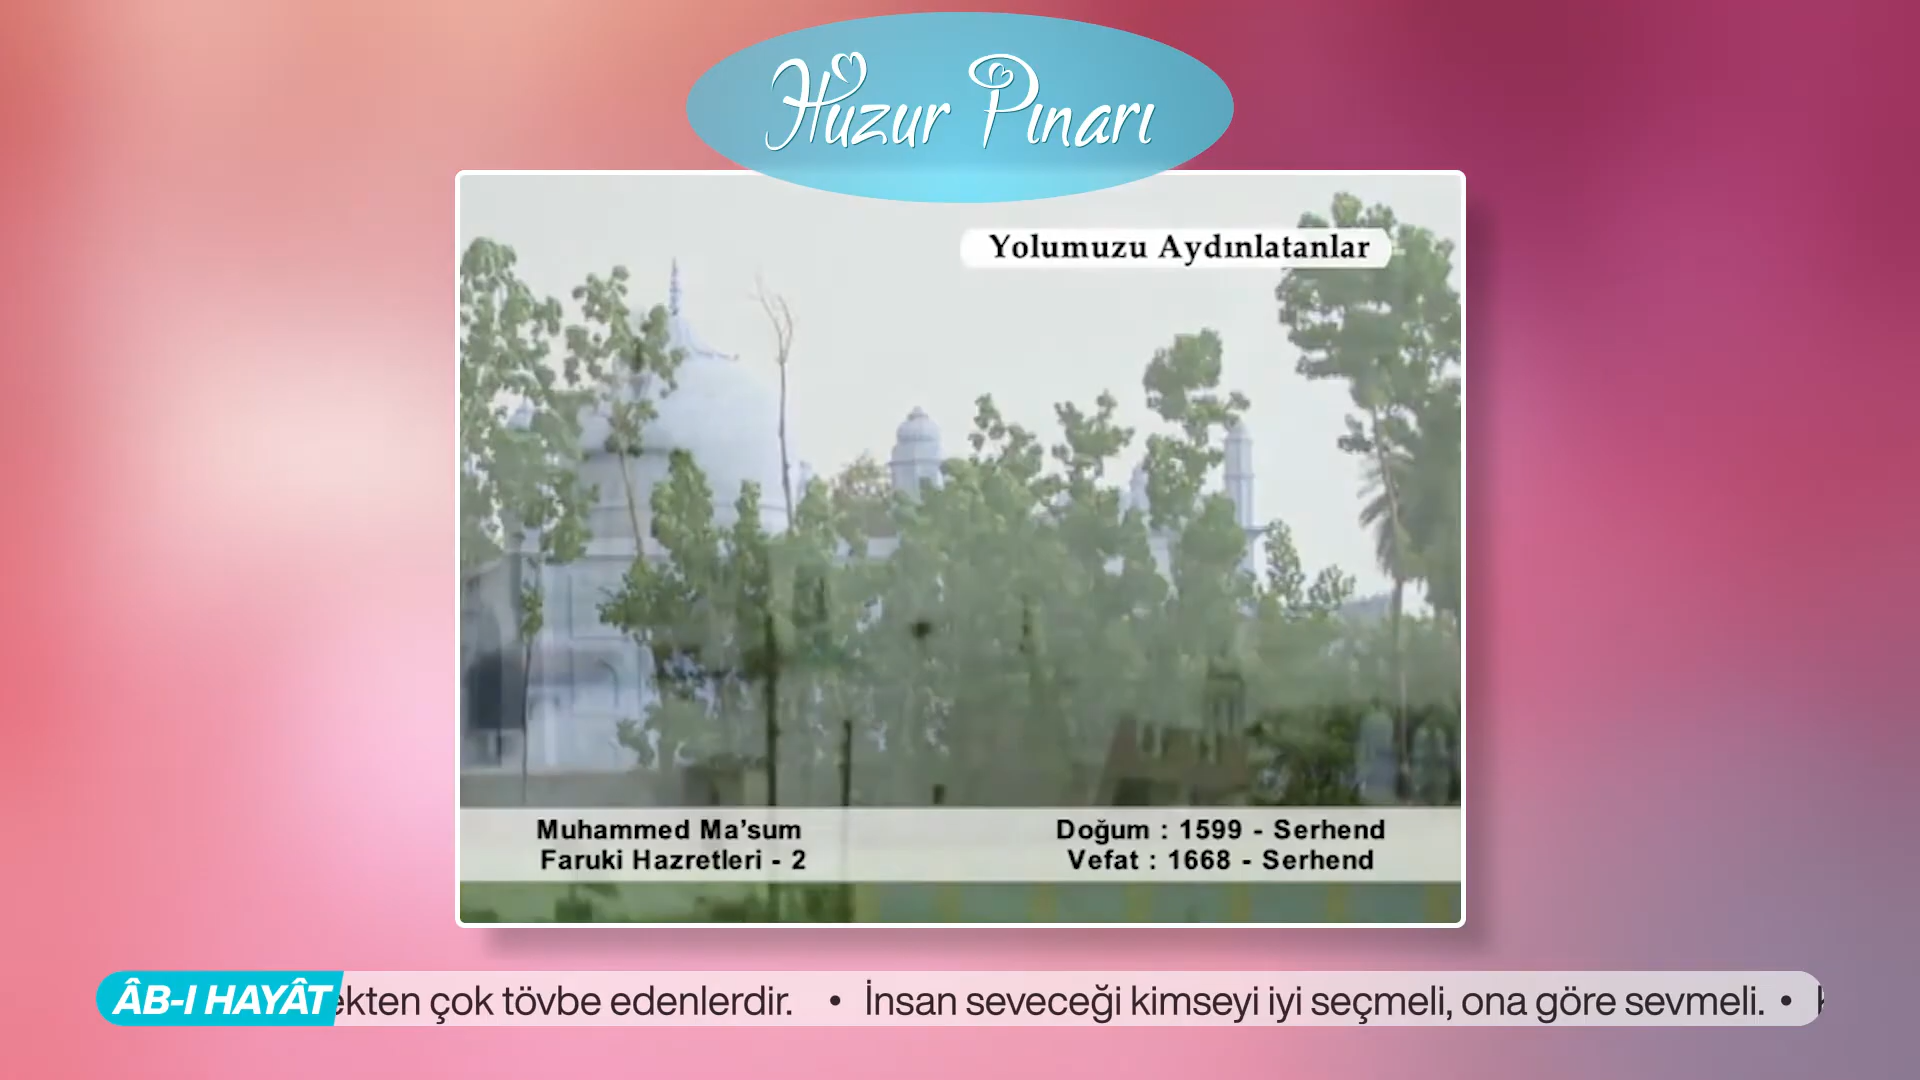 Huzur Pınarı
Yolumuzu Aydınlatanlar
Muhammed Ma'sum
Faruki Hazretleri - 2
Doğum : 1599 - Serhend
Vefat : 1668 - Serhend
ÂB-I HAYÂT
çok tövbe edenlerdir. • İnsan seveceği kimseyi iyi seçmeli, ona göre sevmeli. •